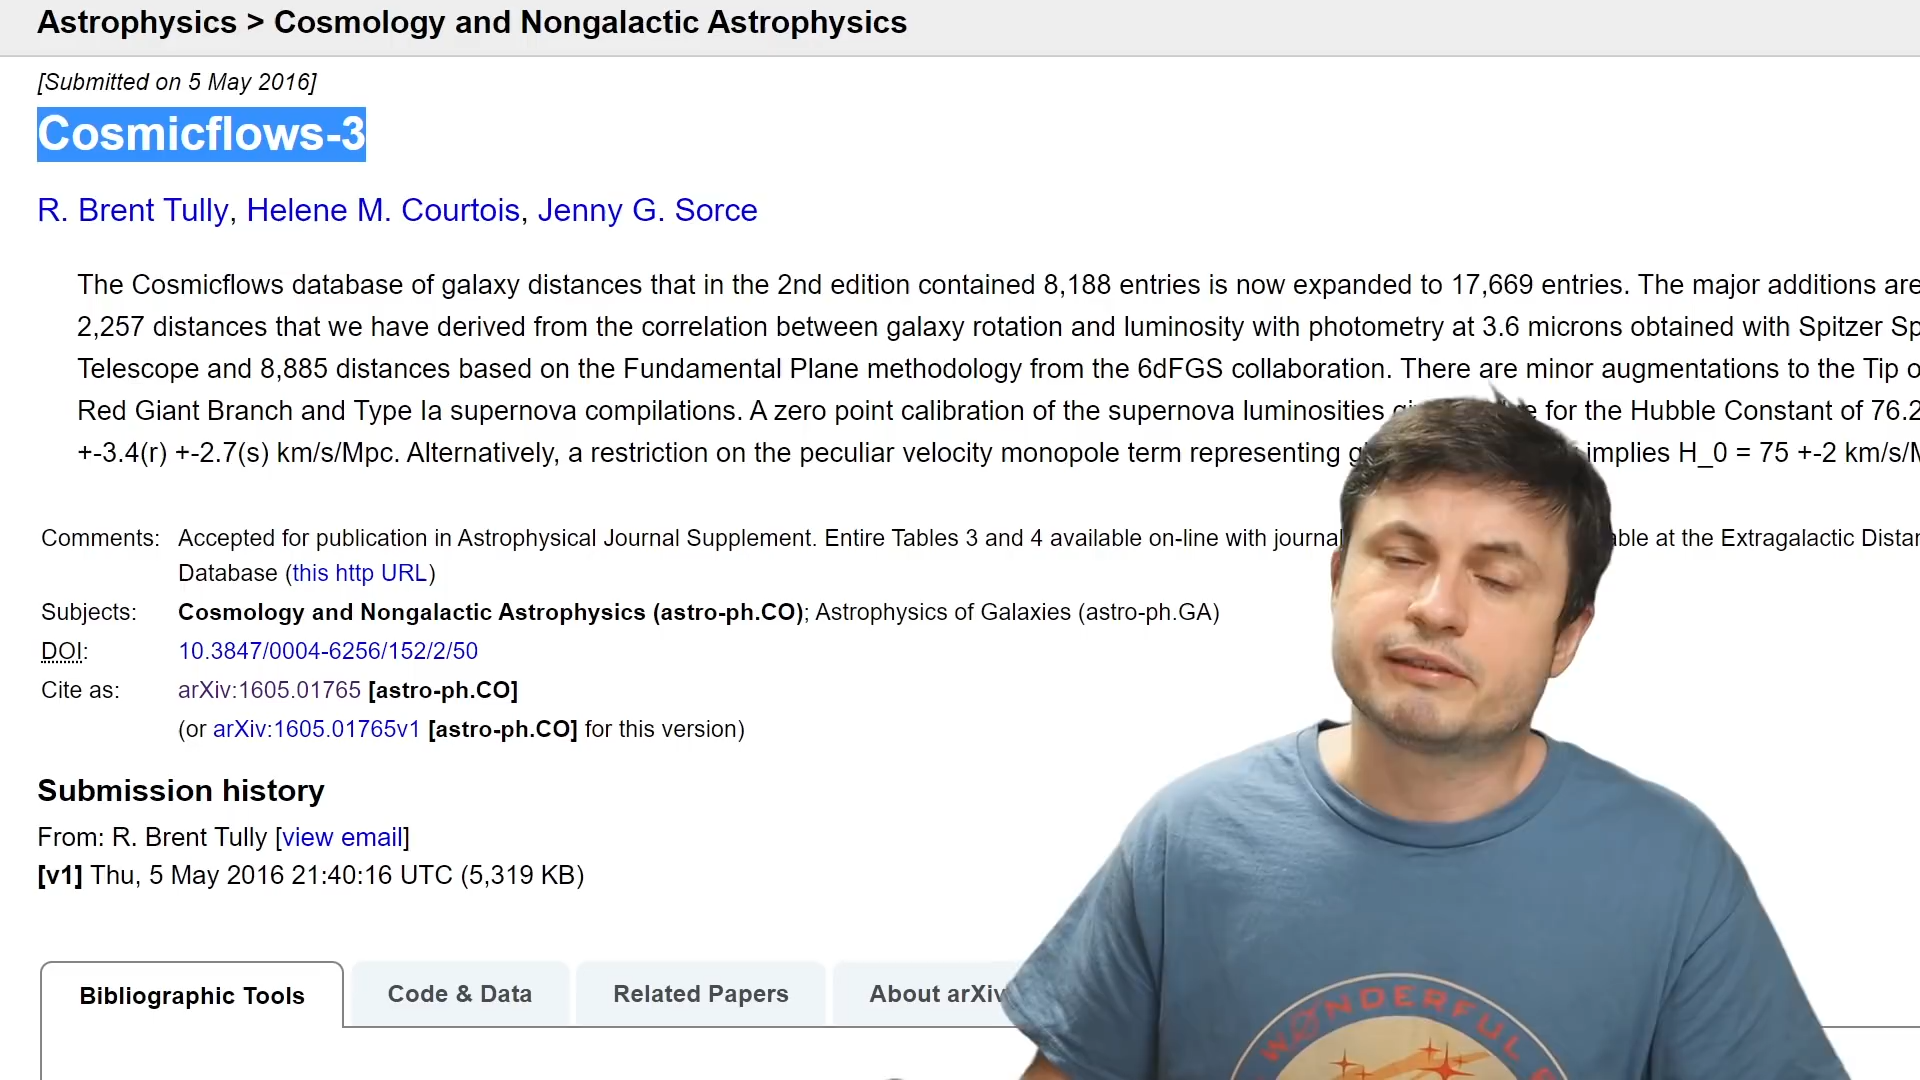 Astrophysics > Cosmology and Nongalactic Astrophysics
[Submitted on 5 May 2016]
Cosmicflows-3
R. Brent Tully, Helene M. Courtois, Jenny G. Sorce
The Cosmicflows database of galaxy distances that in the 2nd edition contained 8,188 entries is now expanded to 17,669 entries. The major additions are
2,257 distances that we have derived from the correlation between galaxy rotation and luminosity with photometry at 3.6 microns obtained with Spitzer
Telescope and 8,885 distances based on the Fundamental Plane methodology from the 6dFGS collaboration. There are minor augmentations to the Tip
Red Giant Branch and Type Ia supernova compilations. A zero point calibration of the supernova luminosities for the Hubble Constant of 76.2
+-3.4(r) +-2.7(s) km/s/Mpc. Alternatively, a restriction on the peculiar velocity monopole term representing implies H_0 = 75 +-2
Comments: Accepted for publication in Astrophysical Journal Supplement. Entire Tables 3 and 4 available on-line with journal at the Extragalactic
Database (this http URL)
Subjects: Cosmology and Nongalactic Astrophysics (astro-ph.CO); Astrophysics of Galaxies (astro-ph.GA)
DOI: 10.3847/0004-6256/152/2/50
Cite as: arXiv:1605.01765 [astro-ph.CO]
(or arXiv:1605.01765v1 [astro-ph.CO] for this version)
Submission history
From: R. Brent Tully [view email]
[v1] Thu, 5 May 2016 21:40:16 UTC (5,319 KB)
Bibliographic Tools Code & Data Related Papers About arXiv
WONDERFUL